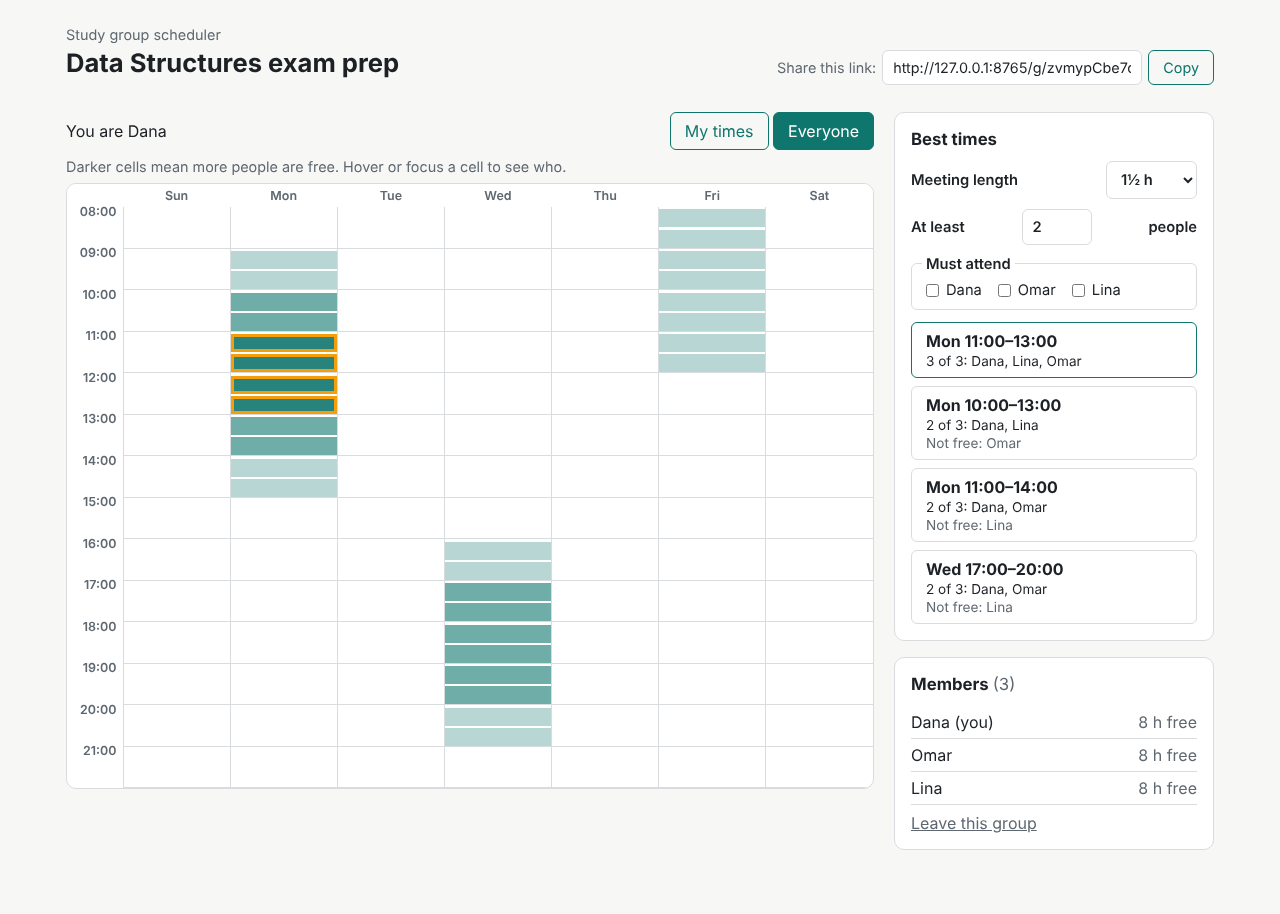 Study group scheduler
Data Structures exam prep
Share this link: http://127.0.0.1:8765/g/zvmypCbe7 Copy
You are Dana
My times Everyone
Darker cells mean more people are free. Hover or focus a cell to see who.
Sun Mon Tue Wed Thu Fri Sat
08:00
09:00
10:00
11:00
12:00
13:00
14:00
15:00
16:00
17:00
18:00
19:00
20:00
21:00
Best times
Meeting length 1½ h
At least 2 people
Must attend
Dana Omar Lina
Mon 11:00–13:00
3 of 3: Dana, Lina, Omar
Mon 10:00–13:00
2 of 3: Dana, Lina
Not free: Omar
Mon 11:00–14:00
2 of 3: Dana, Omar
Not free: Lina
Wed 17:00–20:00
2 of 3: Dana, Omar
Not free: Lina
Members (3)
Dana (you) 8 h free
Omar 8 h free
Lina 8 h free
Leave this group